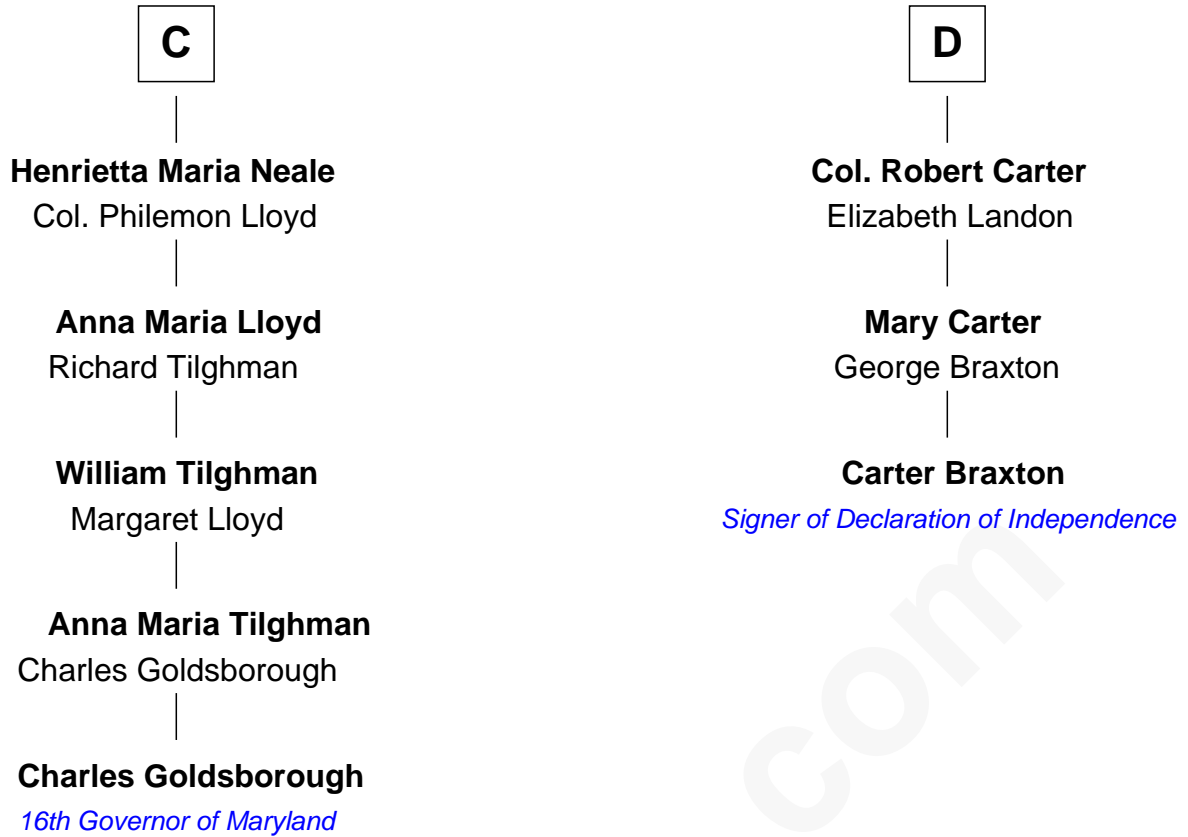 C
Henrietta Maria Neale
Col. Philemon Lloyd
Anna Maria Lloyd
Richard Tilghman
William Tilghman
Margaret Lloyd
Anna Maria Tilghman
Charles Goldsborough
Charles Goldsborough
16th Governor of Maryland
D
Col. Robert Carter
Elizabeth Landon
Mary Carter
George Braxton
Carter Braxton
Signer of Declaration of Independence
com